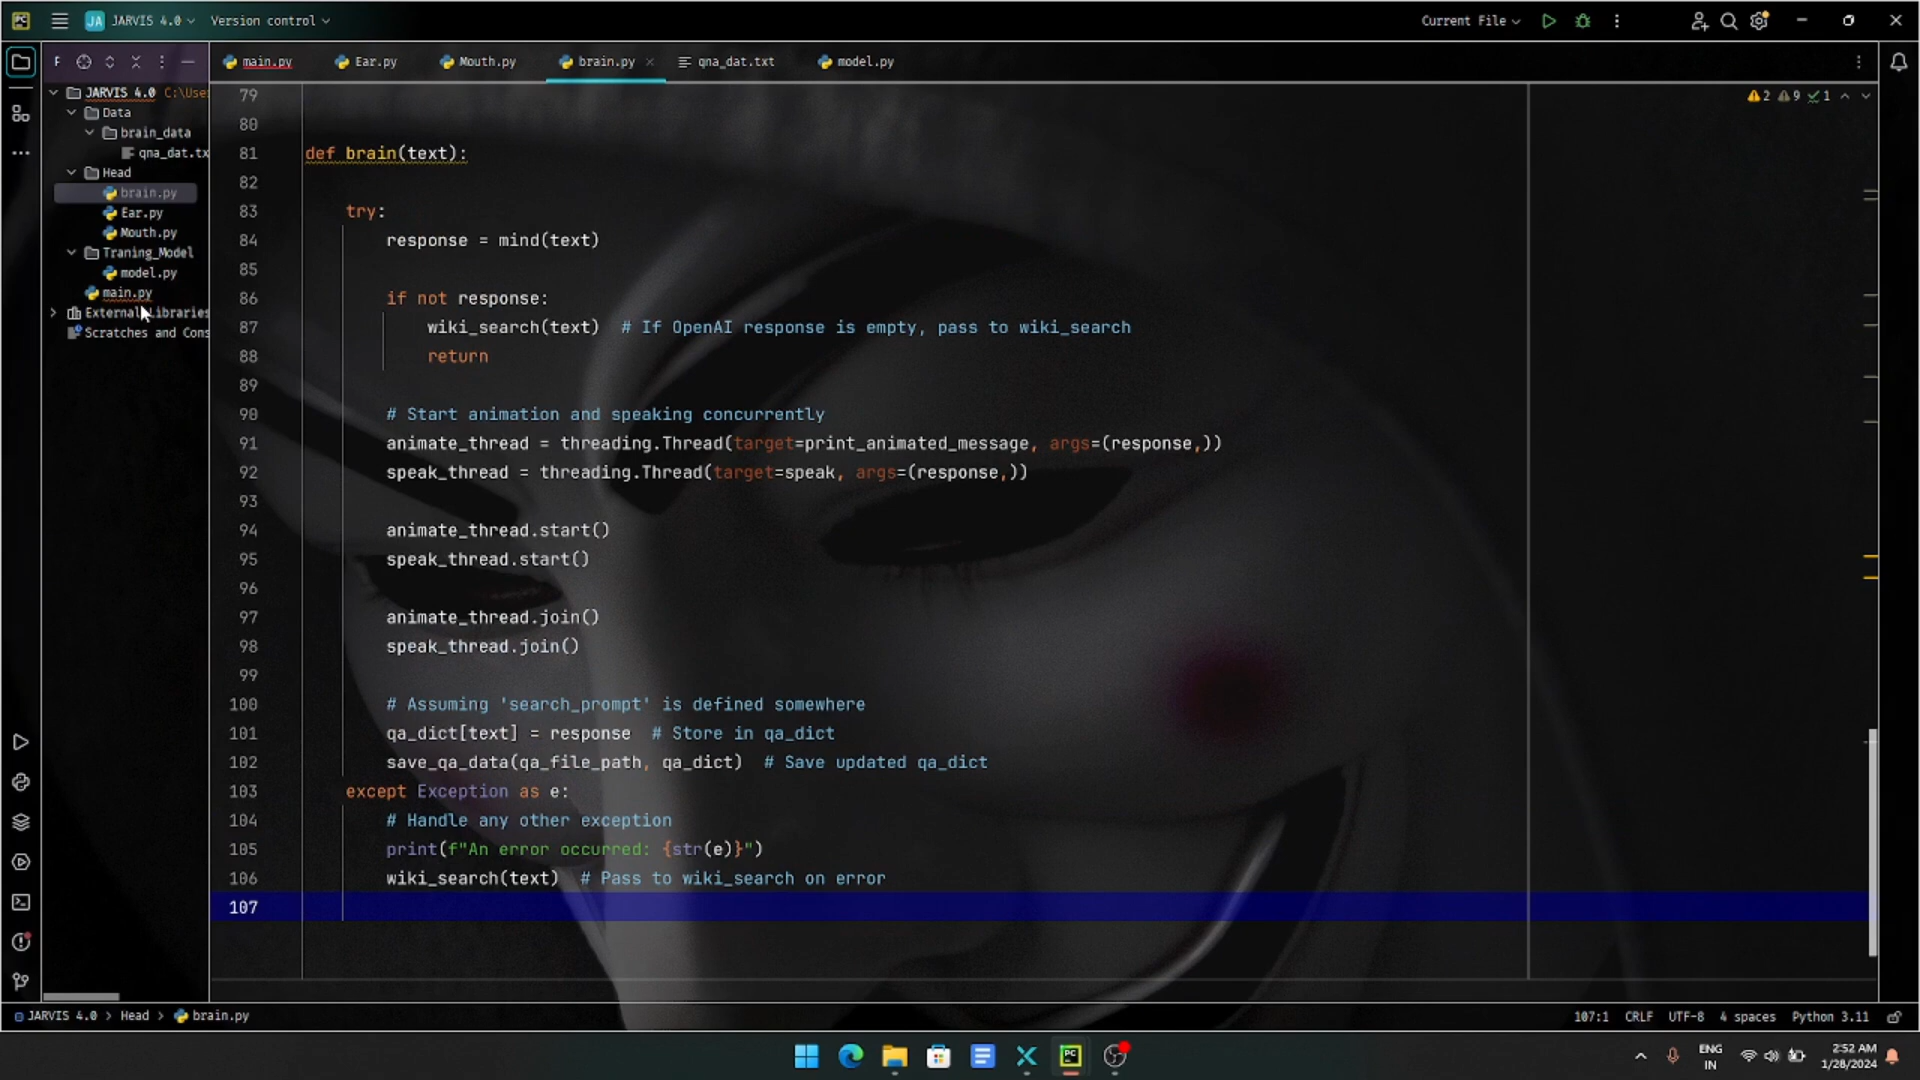 JA JARVIS 4.0 Version control Current File
F main.py Ear.py Mouth.py brain.py qna_dat.txt model.py
JARVIS 4.0 C:\Use
Data
brain_data
qna_dat.tx
Head
brain.py
Ear.py
Mouth.py
Traning_Model
model.py
main.py
External Libraries
Scratches and Cons
2 9 1
79
80
81 def brain(text):
82
83 try:
84 response = mind(text)
85
86 if not response:
87 wiki_search(text) # If OpenAI response is empty, pass to wiki_search
88 return
89
90 # Start animation and speaking concurrently
91 animate_thread = threading.Thread(target=print_animated_message, args=(response,))
92 speak_thread = threading.Thread(target=speak, args=(response,))
93
94 animate_thread.start()
95 speak_thread.start()
96
97 animate_thread.join()
98 speak_thread.join()
99
100 # Assuming 'search_prompt' is defined somewhere
101 qa_dict[text] = response # Store in qa_dict
102 save_qa_data(qa_file_path, qa_dict) # Save updated qa_dict
103 except Exception as e:
104 # Handle any other exception
105 print(f"An error occurred: {str(e)}")
106 wiki_search(text) # Pass to wiki_search on error
107
JARVIS 4.0 > Head > brain.py 107:1 CRLF UTF-8 4 spaces Python 3.11
PC
ENG
IN
2:52 AM
1/28/2024